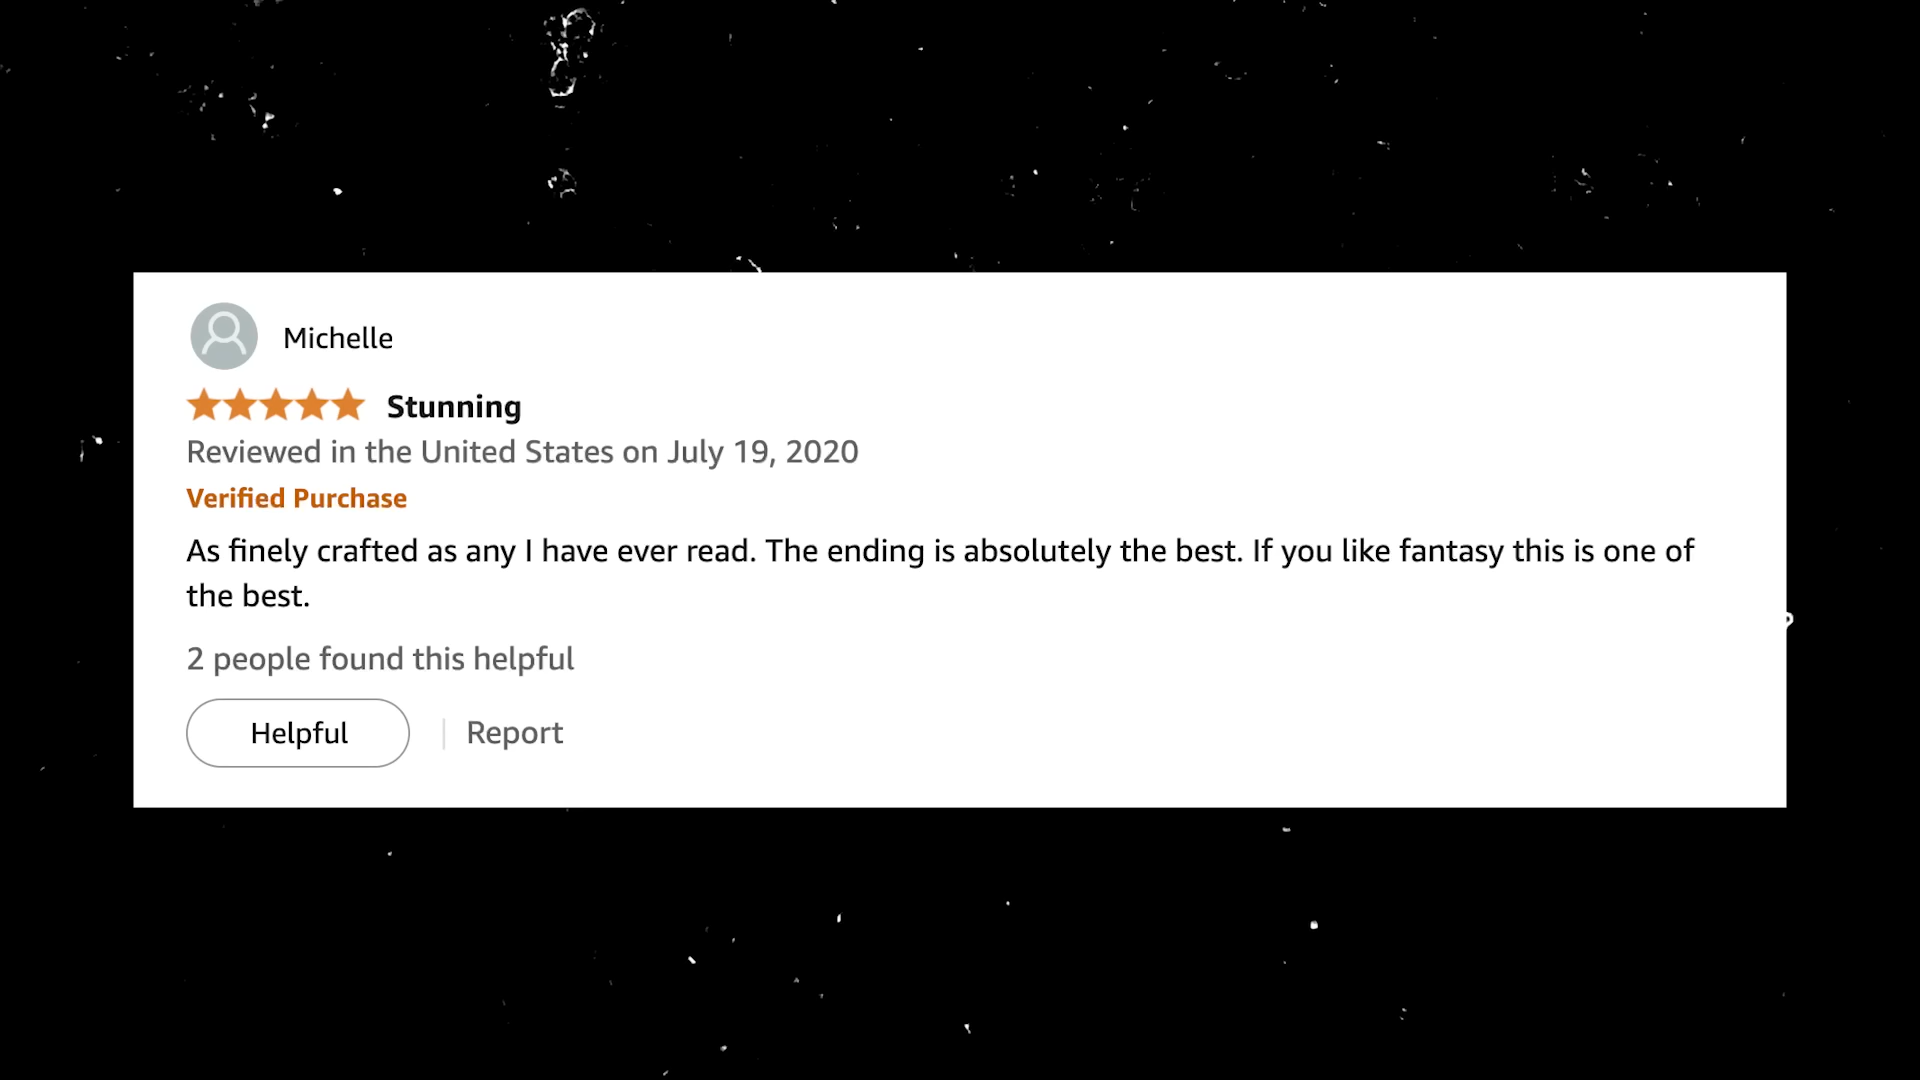 Michelle
Stunning
Reviewed in the United States on July 19, 2020
Verified Purchase
As finely crafted as any I have ever read. The ending is absolutely the best. If you like fantasy this is one of
the best.
2 people found this helpful
Helpful
Report